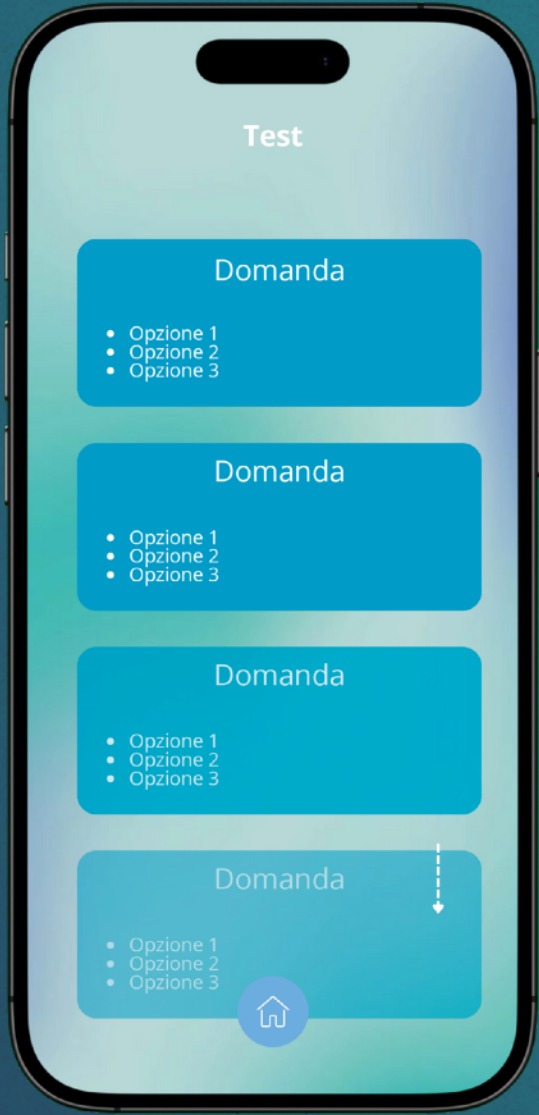 Test
Domanda
• Opzione 1
• Opzione 2
• Opzione 3
Domanda
• Opzione 1
• Opzione 2
• Opzione 3
Domanda
• Opzione 1
• Opzione 2
• Opzione 3
Domanda
• Opzione 1
• Opzione 2
• Opzione 3